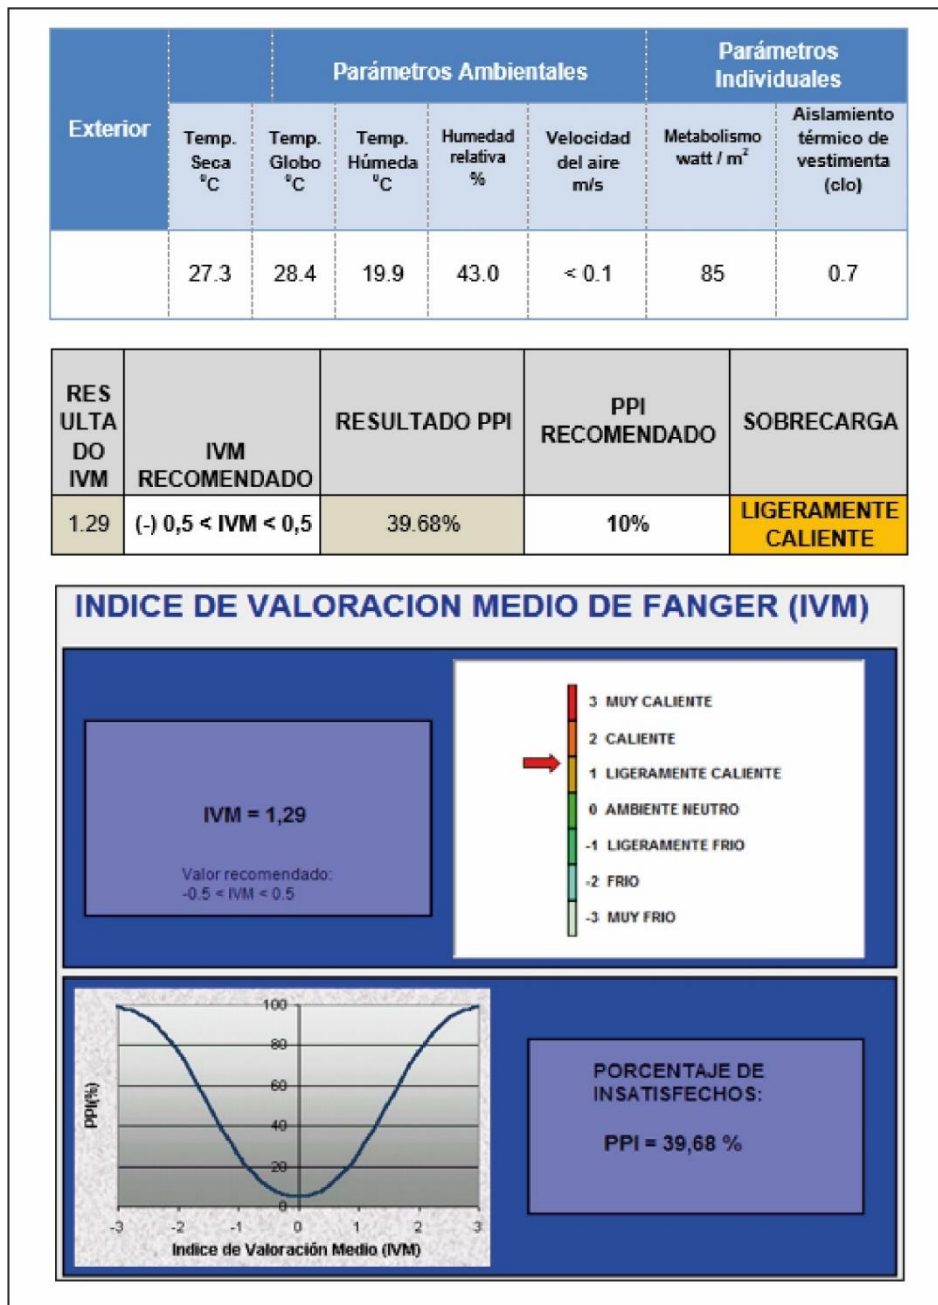 Exterior
Parámetros Ambientales
Parámetros
Individuales
Temp.
Seca
ºC
Temp.
Globo
ºC
Temp.
Húmeda
ºC
Humedad
relativa
%
Velocidad
del aire
m/s
Metabolismo
watt / m²
Aislamiento
térmico de
vestimenta
(clo)
27.3 28.4 19.9 43.0 < 0.1 85 0.7
RES
ULTA
DO
IVM
IVM
RECOMENDADO
RESULTADO PPI
PPI
RECOMENDADO
SOBRECARGA
1.29 (-) 0,5 < IVM < 0,5 39.68% 10% LIGERAMENTE
CALIENTE
INDICE DE VALORACION MEDIO DE FANGER (IVM)
IVM = 1,29
Valor recomendado:
-0.5 < IVM < 0.5
3 MUY CALIENTE
2 CALIENTE
1 LIGERAMENTE CALIENTE
0 AMBIENTE NEUTRO
-1 LIGERAMENTE FRIO
-2 FRIO
-3 MUY FRIO
PPI(%)
100
80
60
40
20
0
-3 -2 -1 0 1 2 3
Indice de Valoración Medio (IVM)
PORCENTAJE DE
INSATISFECHOS:
PPI = 39,68 %